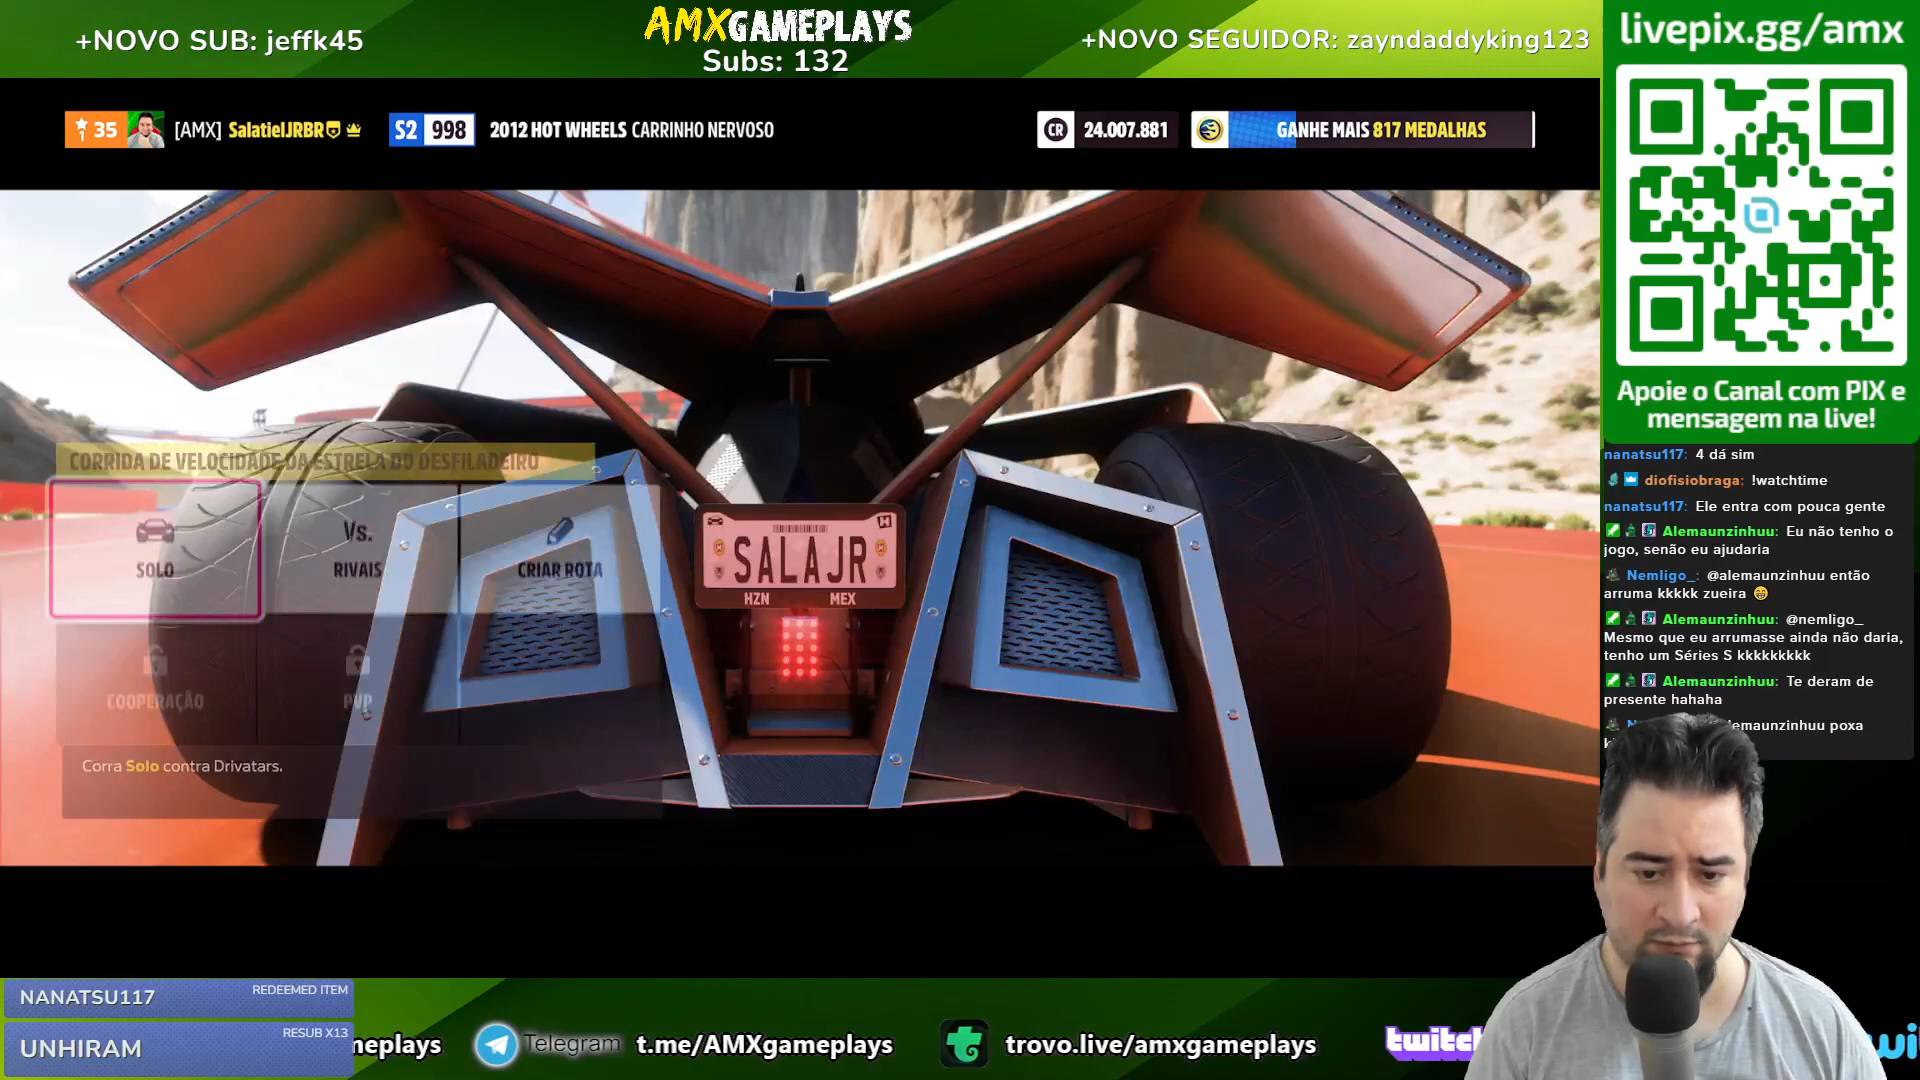 +NOVO SUB: jeffk45
AMXGAMEPLAYS
Subs: 132
+NOVO SEGUIDOR: zayndaddyking123
livepix.gg/amx
1 35 [AMX] SalatielJRBR
S2 998 2012 HOT WHEELS CARRINHO NERVOSO
CR 24.007.881
GANHE MAIS 817 MEDALHAS
Apoie o Canal com PIX e
mensagem na live!
CORRIDA DE VELOCIDADE DA ESTRELA DO DESFILADEIRO
SOLO
Vs.
RIVAIS
CRIAR ROTA
COOPERAÇÃO
PVP
Corra Solo contra Drivatars.
SALAJR
HZN MEX
nanatsu117: 4 dá sim
diofisiobraga: !watchtime
nanatsu117: Ele entra com pouca gente
Alemaunzinhuu: Eu não tenho o
jogo, senão eu ajudaria
Nemligo_: @alemaunzinhuu então
arruma kkkkk zueira 😁
Alemaunzinhuu: @nemligo_
Mesmo que eu arrumasse ainda não daria,
tenho um Séries S kkkkkkkkk
Alemaunzinhuu: Te deram de
presente hahaha
lemaunzinhuu poxa
NANATSU117 REDEEMED ITEM
UNHIRAM RESUB X13
neplays
Telegram t.me/AMXgameplays
trovo.live/amxgameplays
twitch